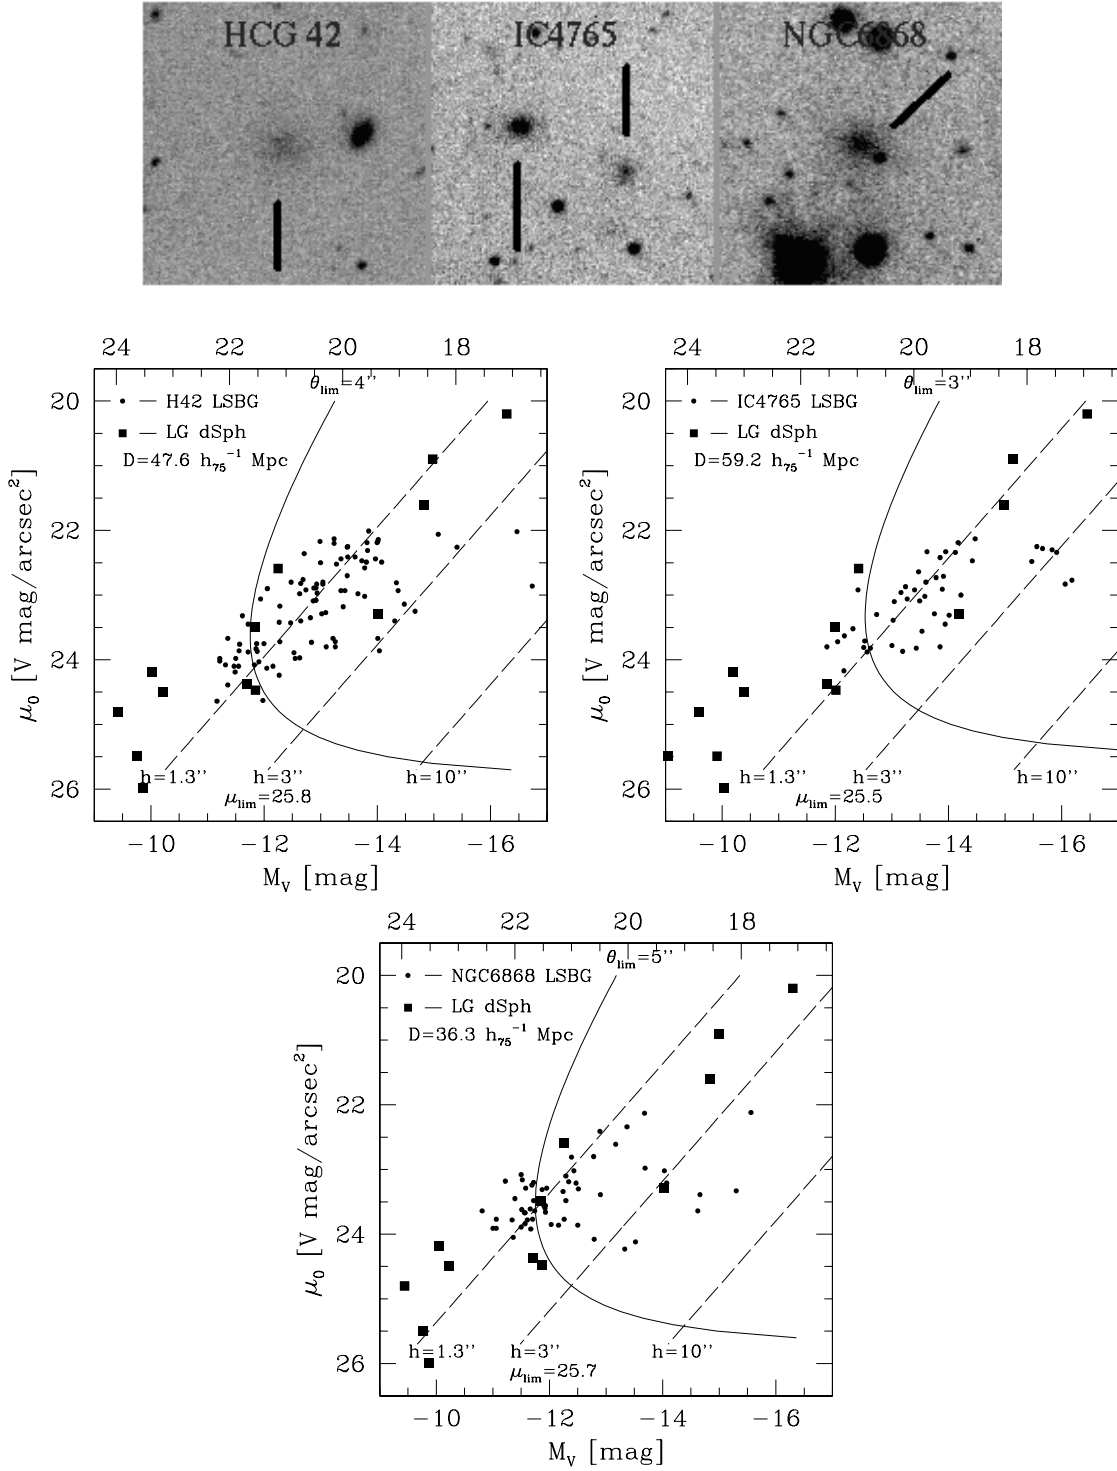 HCG 42 IC4765 NGC6868
24 22 20 18
θlim=4''
• — H42 LSBG
■ — LG dSph
D=47.6 h₇₅⁻¹ Mpc
20
22
24
26
μ₀ [V mag/arcsec²]
h=1.3'' h=3'' h=10''
μlim=25.8
−10 −12 −14 −16
M_V [mag]
24 22 20 18
θlim=3''
• — IC4765 LSBG
■ — LG dSph
D=59.2 h₇₅⁻¹ Mpc
20
22
24
26
μ₀ [V mag/arcsec²]
h=1.3'' h=3'' h=10''
μlim=25.5
−10 −12 −14 −16
M_V [mag]
24 22 20 18
θlim=5''
• — NGC6868 LSBG
■ — LG dSph
D=36.3 h₇₅⁻¹ Mpc
20
22
24
26
μ₀ [V mag/arcsec²]
h=1.3'' h=3'' h=10''
μlim=25.7
−10 −12 −14 −16
M_V [mag]